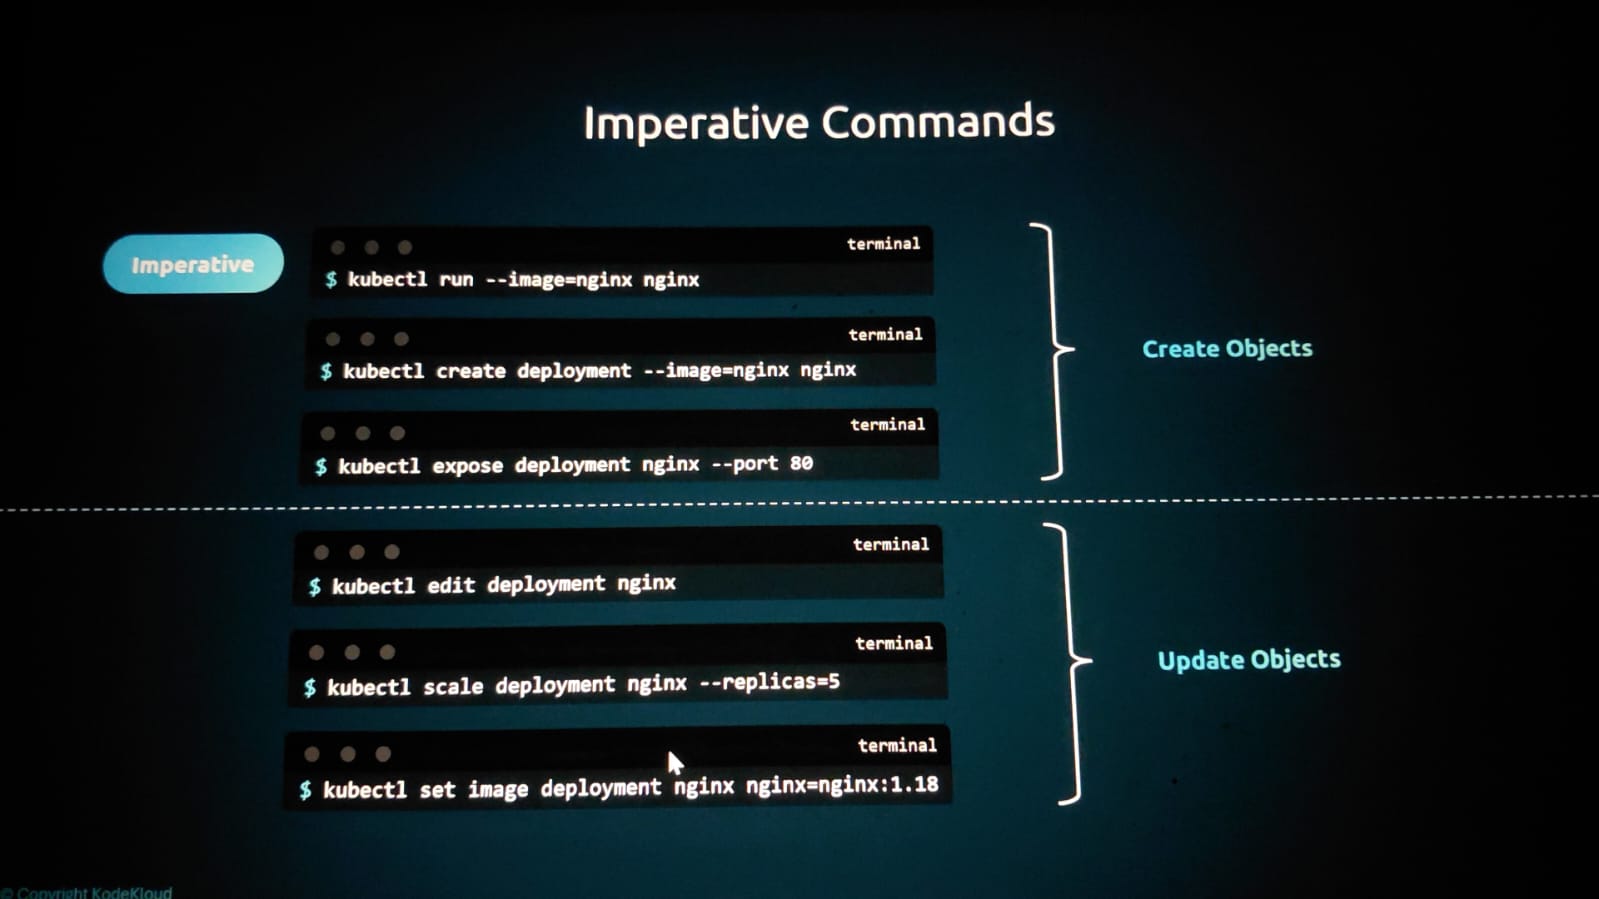 Imperative Commands
Imperative
terminal
$ kubectl run --image=nginx nginx
terminal
$ kubectl create deployment --image=nginx nginx
terminal
$ kubectl expose deployment nginx --port 80
Create Objects
terminal
$ kubectl edit deployment nginx
terminal
$ kubectl scale deployment nginx --replicas=5
terminal
$ kubectl set image deployment nginx nginx=nginx:1.18
Update Objects
© Copyright KodeKloud